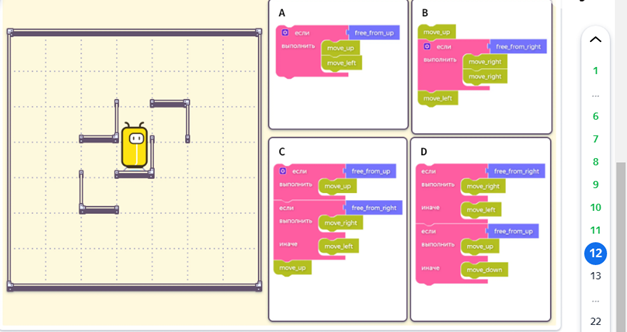 A
если free_from_up
выполнить move_up
move_left
B
move_up
если free_from_right
выполнить move_right
move_right
move_left
C
если free_from_up
выполнить move_up
если free_from_right
выполнить move_right
иначе move_left
move_up
D
если free_from_right
выполнить move_right
иначе move_left
если free_from_up
выполнить move_up
иначе move_down
1
...
6
7
8
9
10
11
12
13
...
22